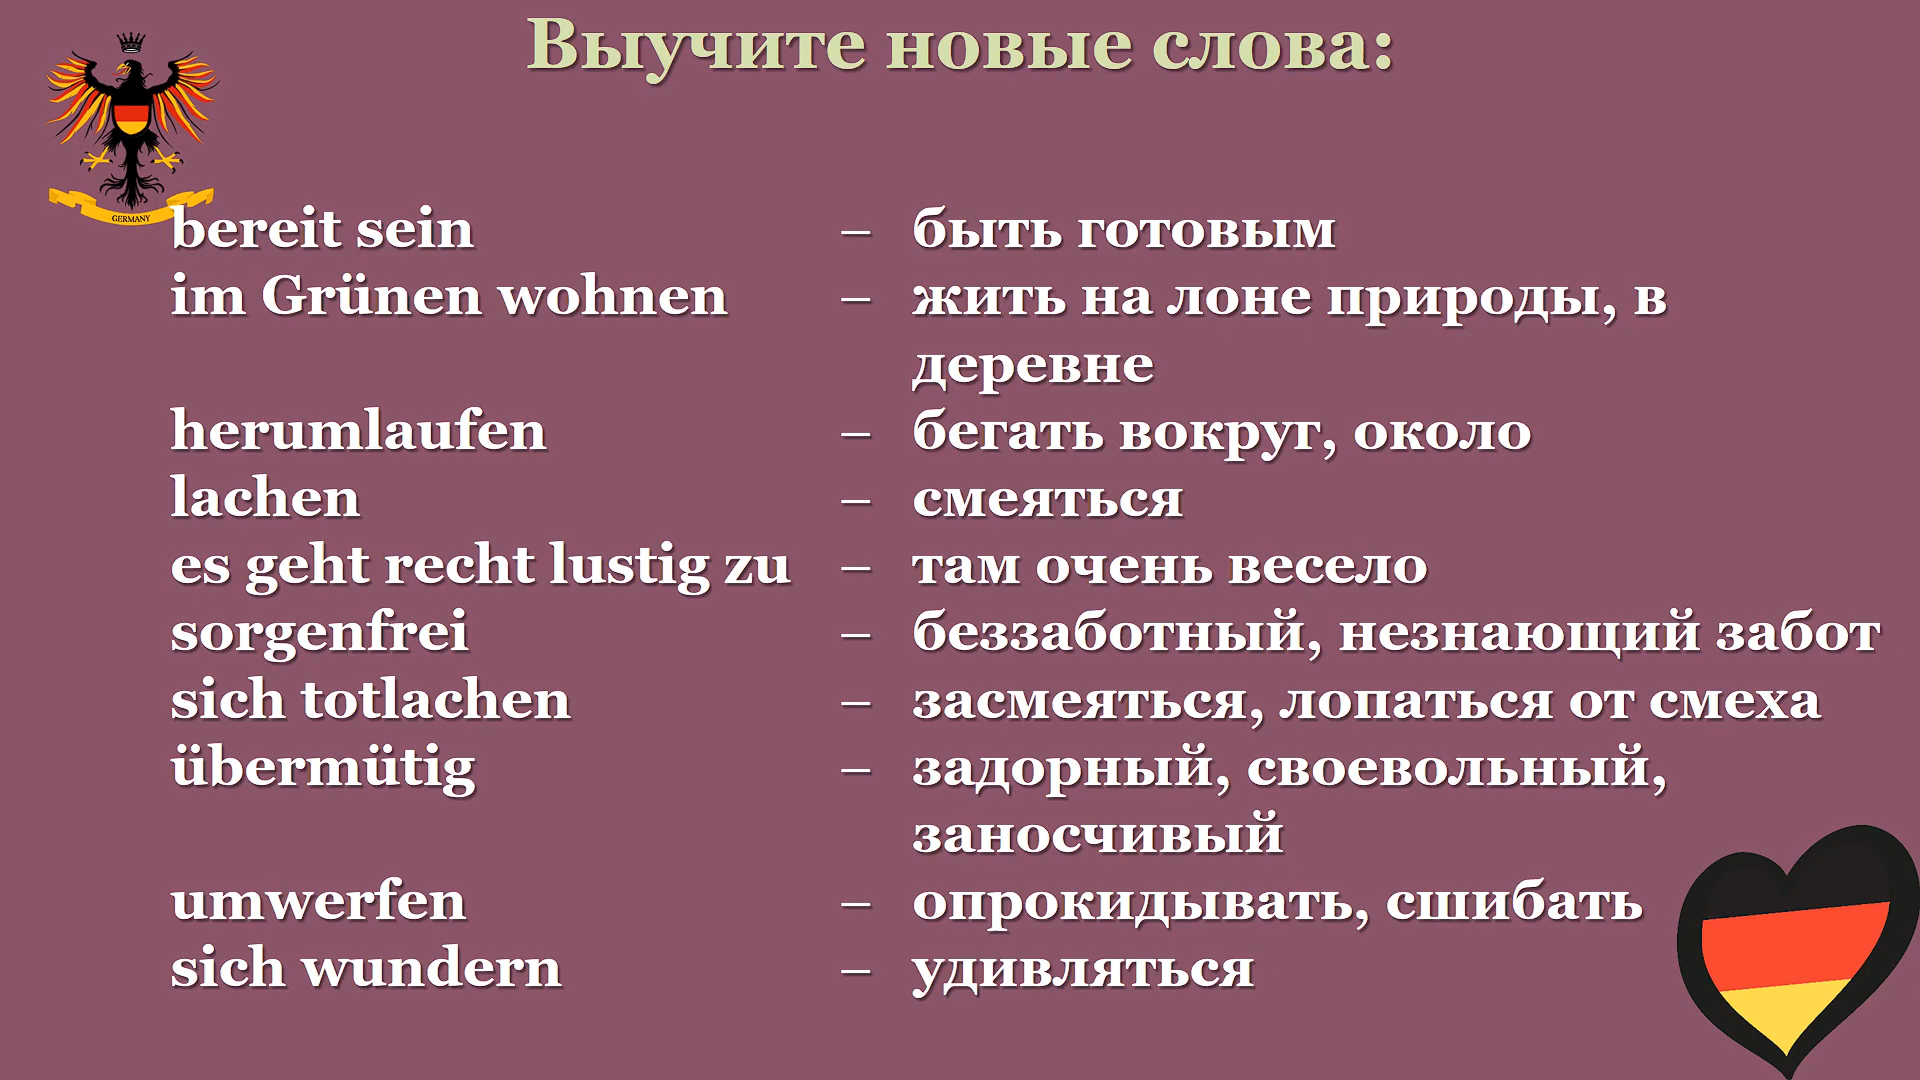 Выучите новые слова:
GERMANY
bereit sein – быть готовым
im Grünen wohnen – жить на лоне природы, в
деревне
herumlaufen – бегать вокруг, около
lachen – смеяться
es geht recht lustig zu – там очень весело
sorgenfrei – беззаботный, незнающий забот
sich totlachen – засмеяться, лопаться от смеха
übermütig – задорный, своевольный,
заносчивый
umwerfen – опрокидывать, сшибать
sich wundern – удивляться